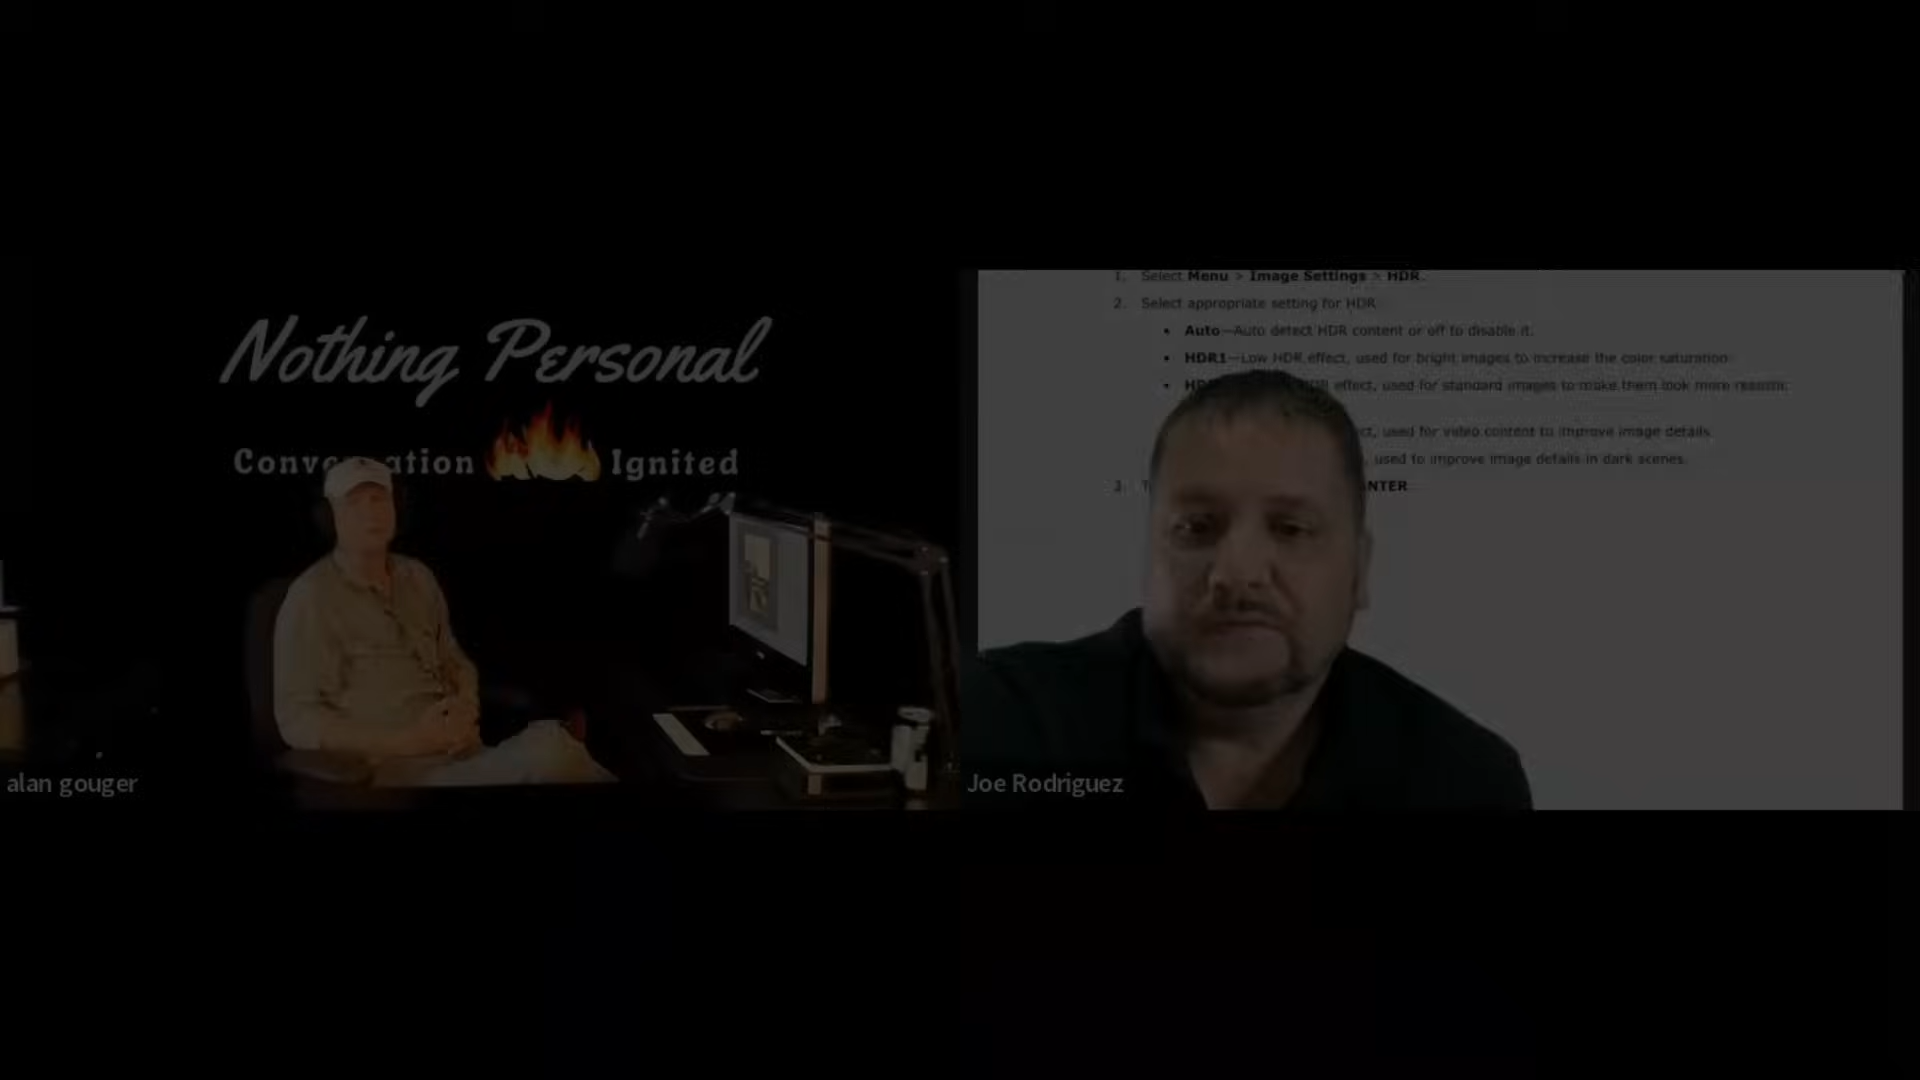 Nothing Personal
Conve ation Ignited
alan gouger
1. Select Menu > Image Settings > HDR.
2. Select appropriate setting for HDR
• Auto—Auto detect HDR content or off to disable it.
• HDR1—Low HDR effect, used for bright images to increase the color saturation.
effect, used for standard images to make them look more realistic.
used for video content to improve image details
used to improve image details in dark scenes.
3.
Joe Rodriguez